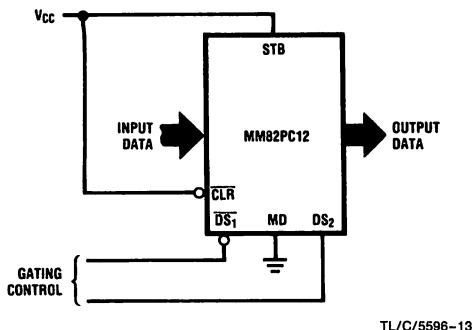 VCC
STB
INPUT
DATA
MM82PC12
OUTPUT
DATA
CLR
DS1 MD DS2
GATING
CONTROL
TL/C/5596-13